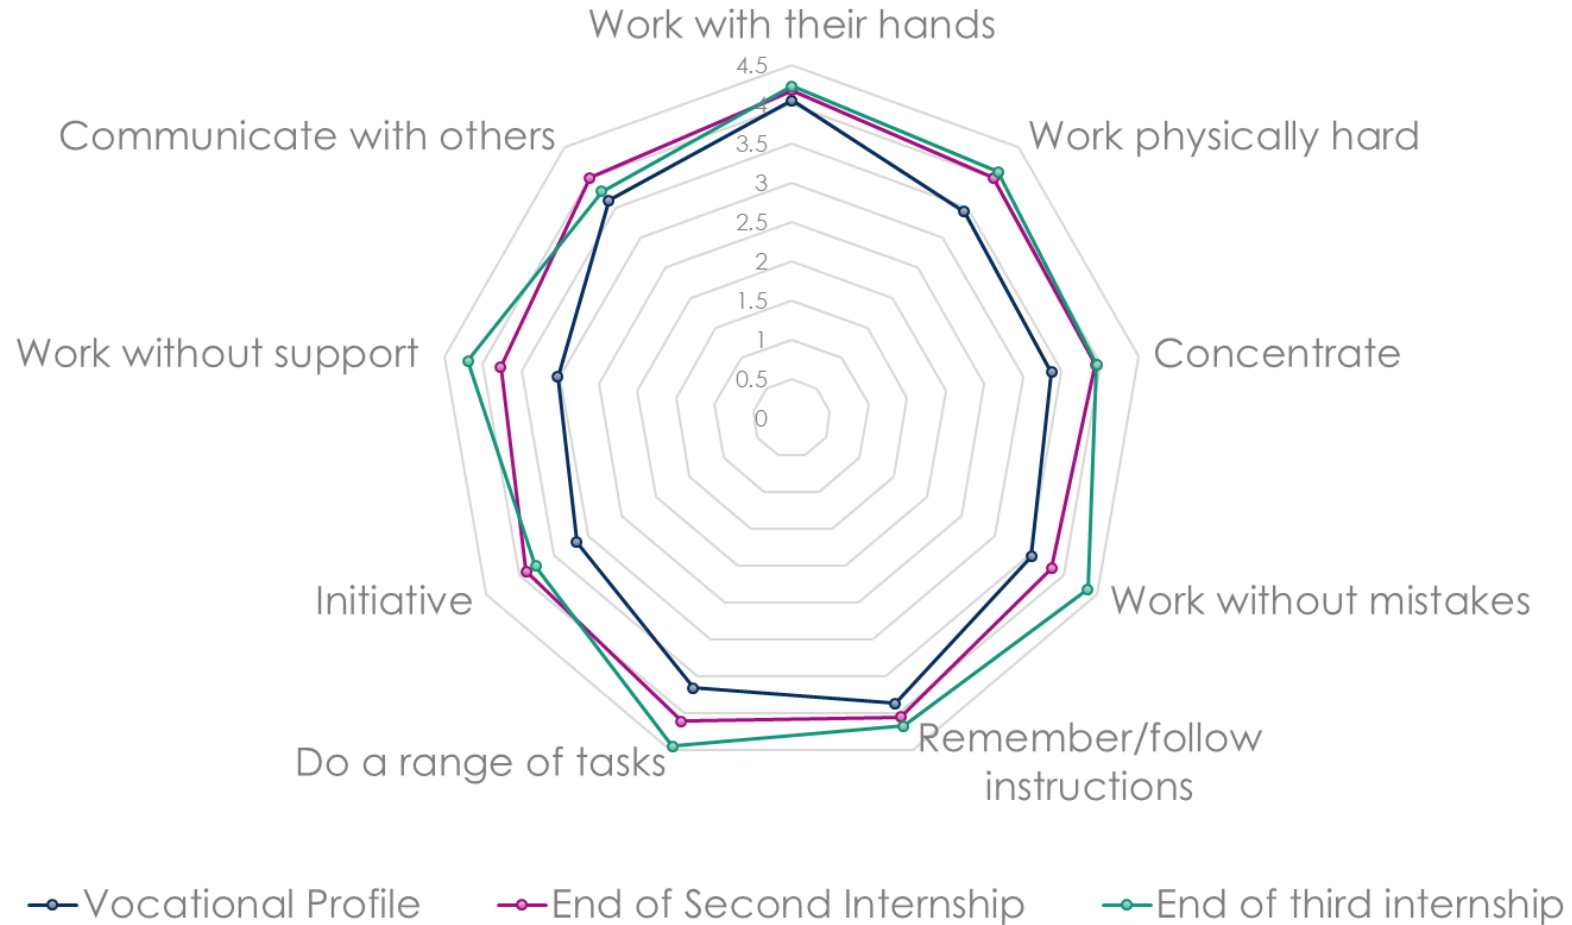 Work with their hands
4.5
4
3.5
3
2.5
2
1.5
1
0.5
0
Communicate with others
Work physically hard
Work without support
Concentrate
Initiative
Work without mistakes
Do a range of tasks
Remember/follow
instructions
Vocational Profile
End of Second Internship
End of third internship